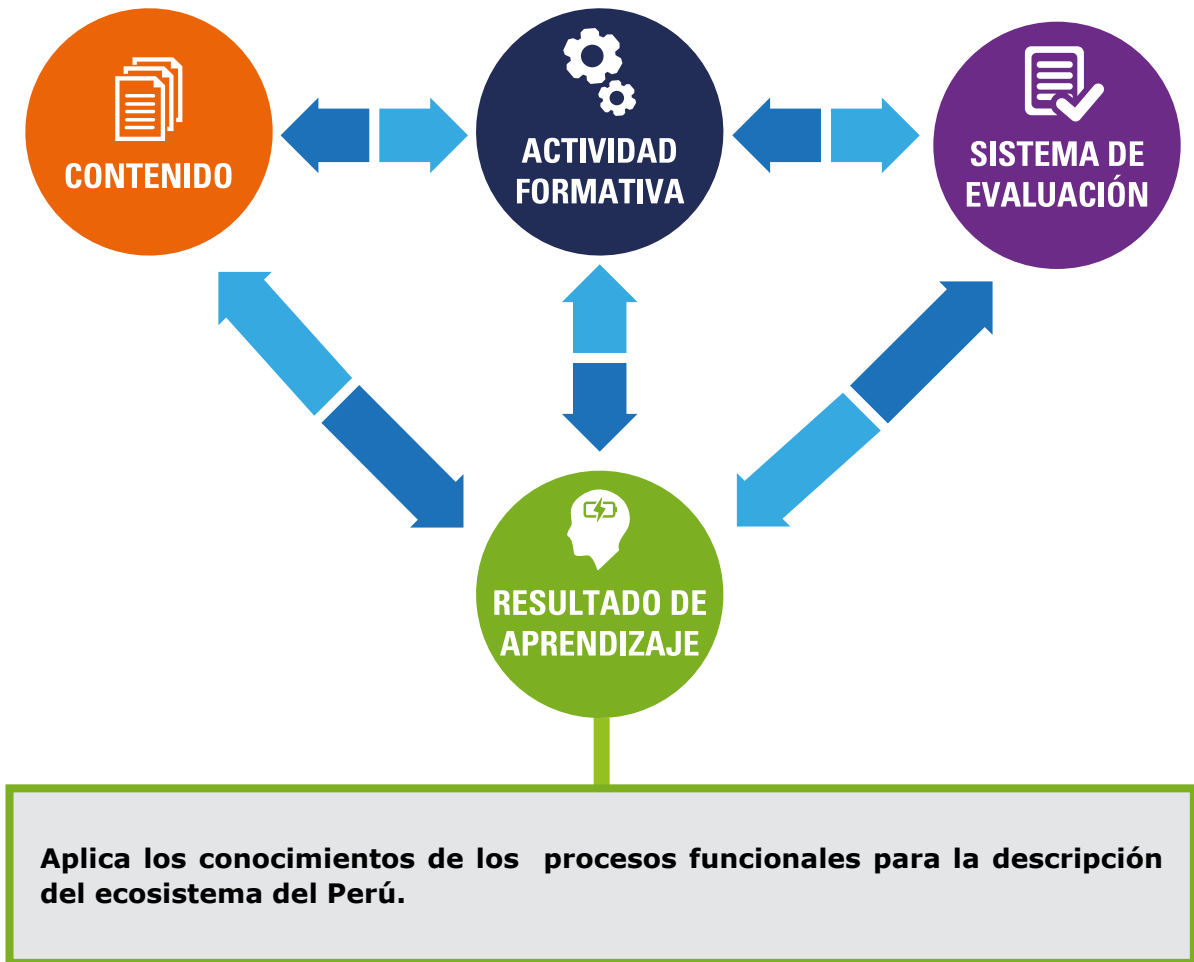 CONTENIDO
ACTIVIDAD
FORMATIVA
SISTEMA DE
EVALUACIÓN
RESULTADO DE
APRENDIZAJE
Aplica los conocimientos de los procesos funcionales para la descripción
del ecosistema del Perú.